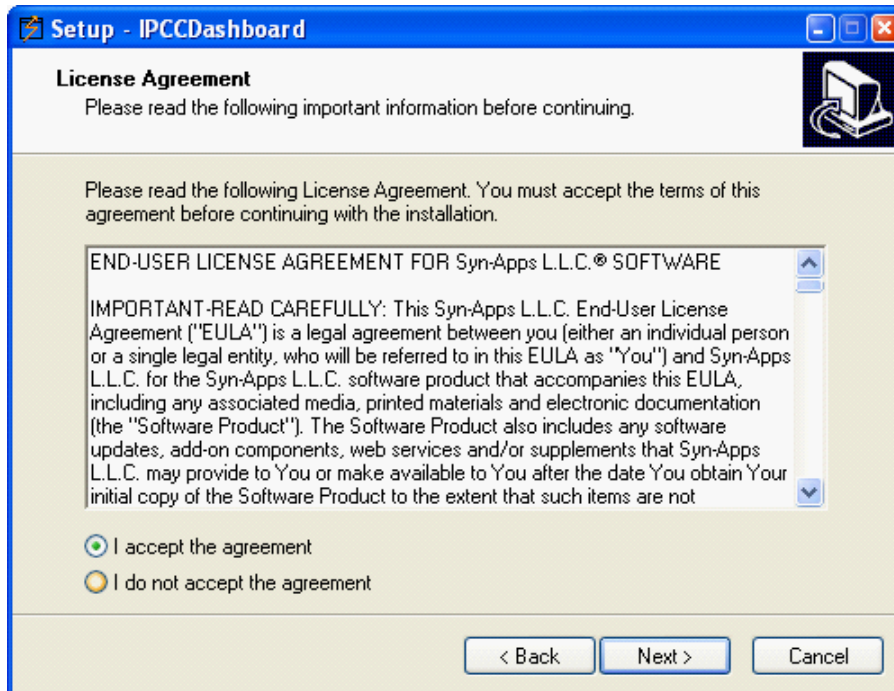 Setup - IPCCDashboard
License Agreement
Please read the following important information before continuing.
Please read the following License Agreement. You must accept the terms of this
agreement before continuing with the installation.
END-USER LICENSE AGREEMENT FOR Syn-Apps L.L.C.® SOFTWARE
IMPORTANT-READ CAREFULLY: This Syn-Apps L.L.C. End-User License
Agreement ("EULA") is a legal agreement between you (either an individual person
or a single legal entity, who will be referred to in this EULA as "You") and Syn-Apps
L.L.C. for the Syn-Apps L.L.C. software product that accompanies this EULA,
including any associated media, printed materials and electronic documentation
(the "Software Product"). The Software Product also includes any software
updates, add-on components, web services and/or supplements that Syn-Apps
L.L.C. may provide to You or make available to You after the date You obtain Your
initial copy of the Software Product to the extent that such items are not
I accept the agreement
I do not accept the agreement
< Back Next > Cancel